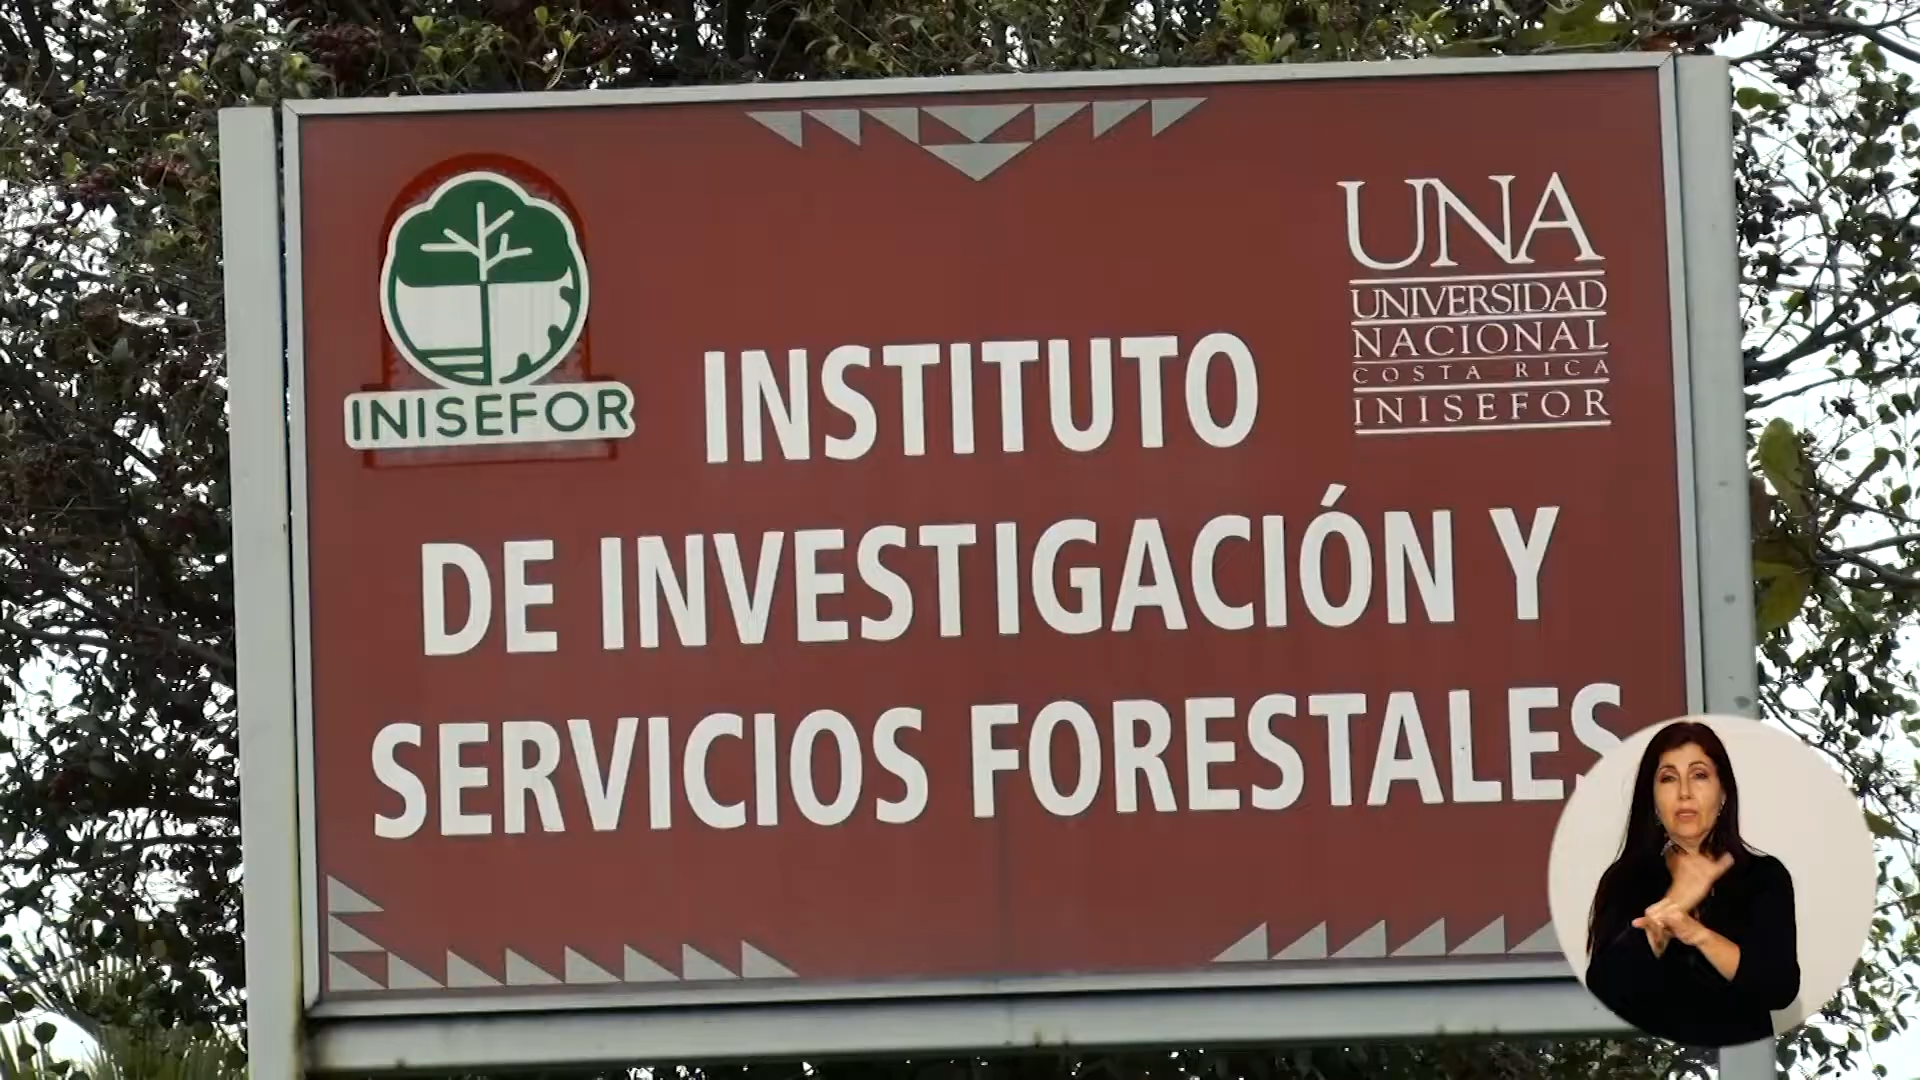 INISEFOR
UNA
UNIVERSIDAD
NACIONAL
COSTA RICA
INISEFOR
INSTITUTO
DE INVESTIGACIÓN Y
SERVICIOS FORESTALES